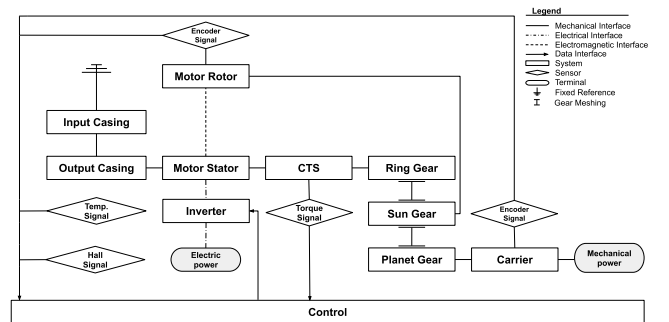 Legend
Mechanical Interface
Electrical Interface
Electromagnetic Interface
Data Interface
System
Sensor
Terminal
Fixed Reference
Gear Meshing
Encoder
Signal
Motor Rotor
Input Casing
Output Casing
Motor Stator
CTS
Ring Gear
Temp.
Signal
Inverter
Torque
Signal
Sun Gear
Encoder
Signal
Hall
Signal
Electric
power
Planet Gear
Carrier
Mechanical
power
Control